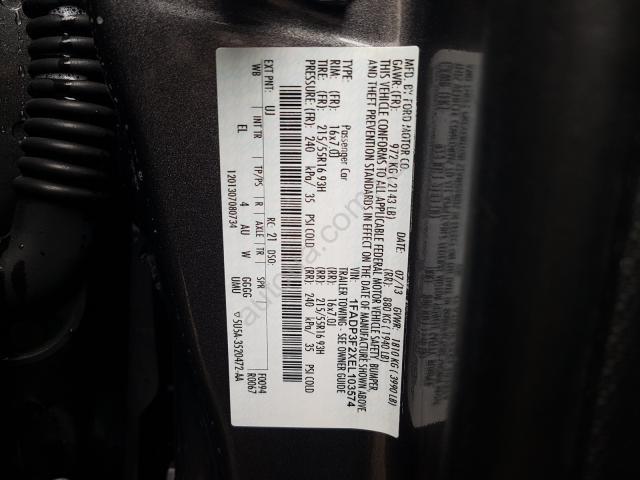 MFD. BY FORD MOTOR CO.
DATE: 07/13 GVWR: 1810 KG ( 3990 LB)
GAWR: (FR) 972 KG ( 2143 LB) (RR) 880 KG ( 1940 LB)
THIS VEHICLE CONFORMS TO ALL APPLICABLE FEDERAL MOTOR VEHICLE SAFETY, BUMPER
AND THEFT PREVENTION STANDARDS IN EFFECT ON THE DATE OF MANUFACTURE SHOWN ABOVE.
VIN: 1FADP3F2XEL103574
TYPE: Passenger Car TRAILER TOWING - SEE OWNER GUIDE
RIM: (FR) 16x7.0J (RR) 16x7.0J
TIRE: (FR) 215/55R16 93H (RR) 215/55R16 93H
PRESSURE: (FR) 240 kPa/ 35 PSI COLD (RR) 240 kPa/ 35 PSI COLD
EXT PNT: UJ RC: 21 DSO: F0094
R0067
WB INT TR TP/PS R AXLE TR SPR
EL 4 AU W GGGG
UMU
1201307080734 5U5A-3520472-AA